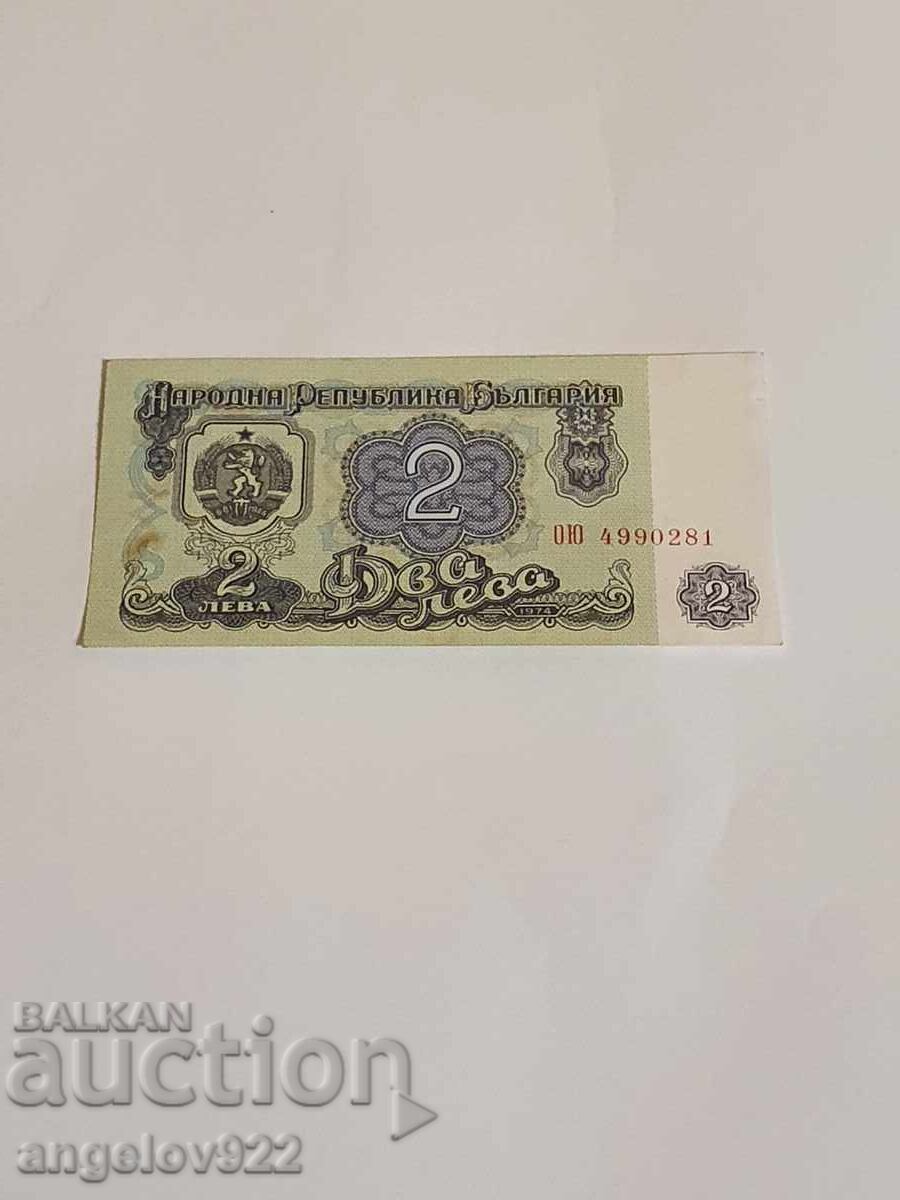 НАРОДНА РЕПУБЛИКА БЪЛГАРИЯ
2
ОЮ 4990281
2
ЛЕВА
ДВА
ЛЕВА
1974
2
BALKAN
auction
angelov922